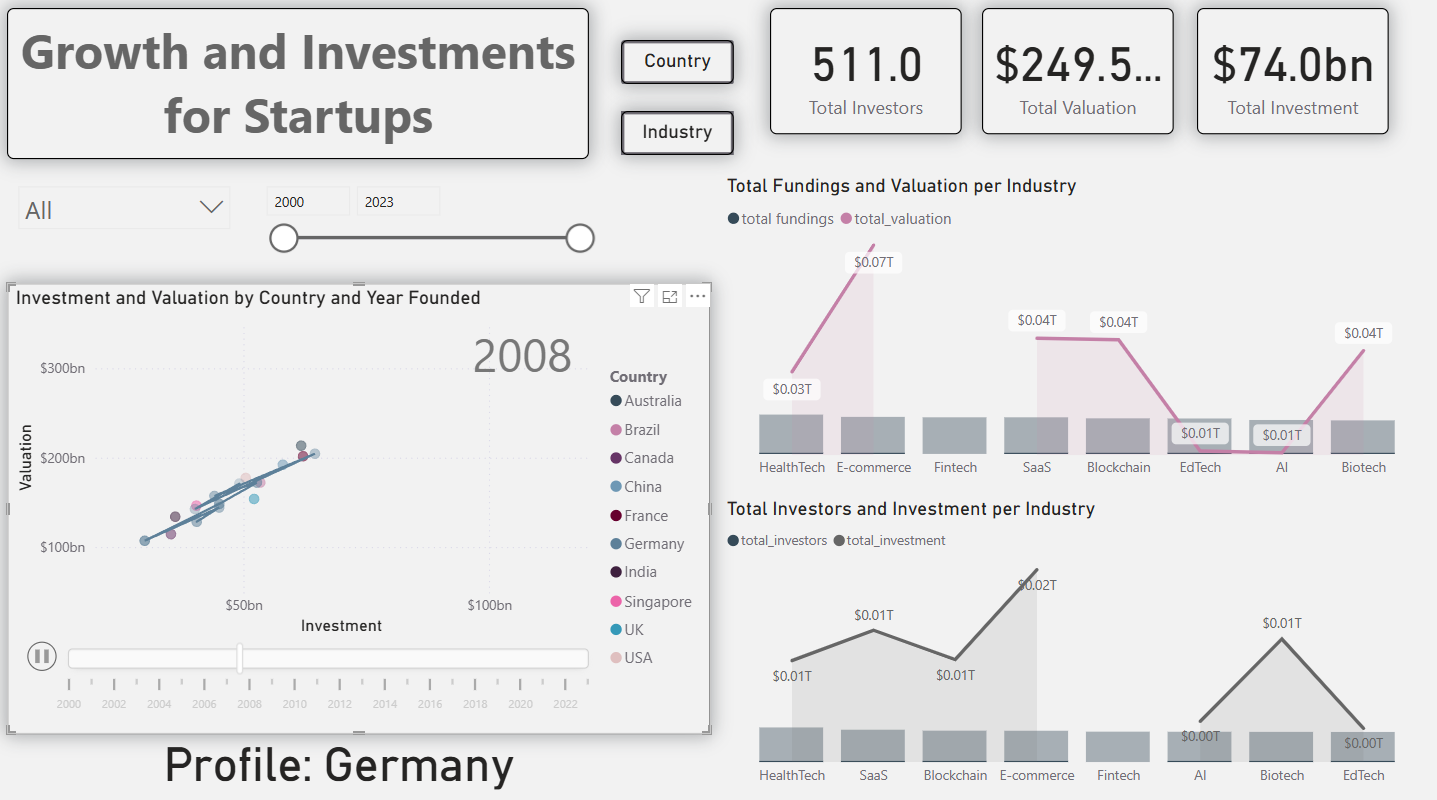 Growth and Investments
for Startups
Country
Industry
511.0
Total Investors
$249.5...
Total Valuation
$74.0bn
Total Investment
All
2000
2023
Investment and Valuation by Country and Year Founded
2008
$300bn
$200bn
$100bn
Valuation
$50bn
$100bn
Investment
Country
Australia
Brazil
Canada
China
France
Germany
India
Singapore
UK
USA
2000 2002 2004 2006 2008 2010 2012 2014 2016 2018 2020 2022
Profile: Germany
Total Fundings and Valuation per Industry
total fundings total_valuation
$0.07T
$0.04T $0.04T
$0.04T
$0.03T
$0.01T $0.01T
HealthTech E-commerce Fintech SaaS Blockchain EdTech AI Biotech
Total Investors and Investment per Industry
total_investors total_investment
$0.02T
$0.01T
$0.01T
$0.01T
$0.01T
$0.00T
$0.00T
HealthTech SaaS Blockchain E-commerce Fintech AI Biotech EdTech